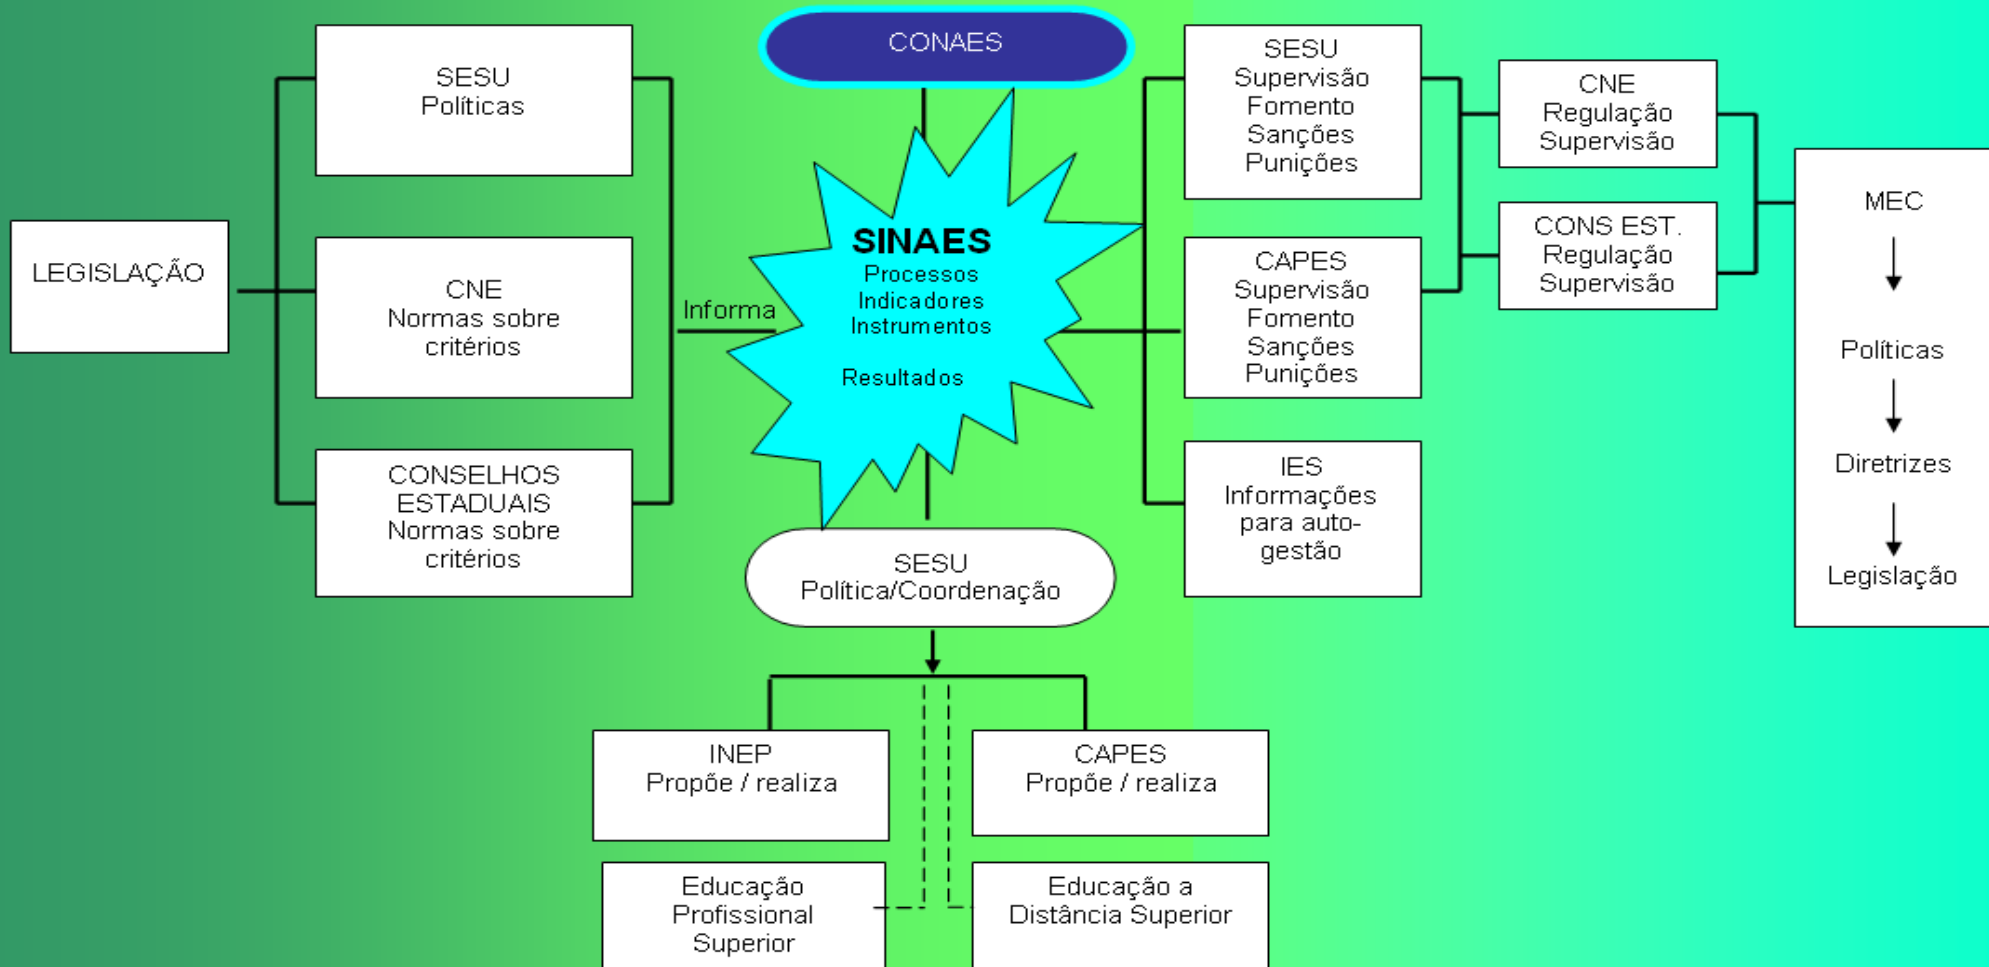 CONAES
LEGISLAÇÃO
SESU
Políticas
CNE
Normas sobre
critérios
CONSELHOS
ESTADUAIS
Normas sobre
critérios
Informa
SINAES
Processos
Indicadores
Instrumentos
Resultados
SESU
Supervisão
Fomento
Sanções
Punições
CAPES
Supervisão
Fomento
Sanções
Punições
IES
Informações
para auto-
gestão
CNE
Regulação
Supervisão
CONS EST.
Regulação
Supervisão
MEC
Políticas
Diretrizes
Legislação
SESU
Política/Coordenação
INEP
Propõe / realiza
CAPES
Propõe / realiza
Educação
Profissional
Superior
Educação a
Distância Superior